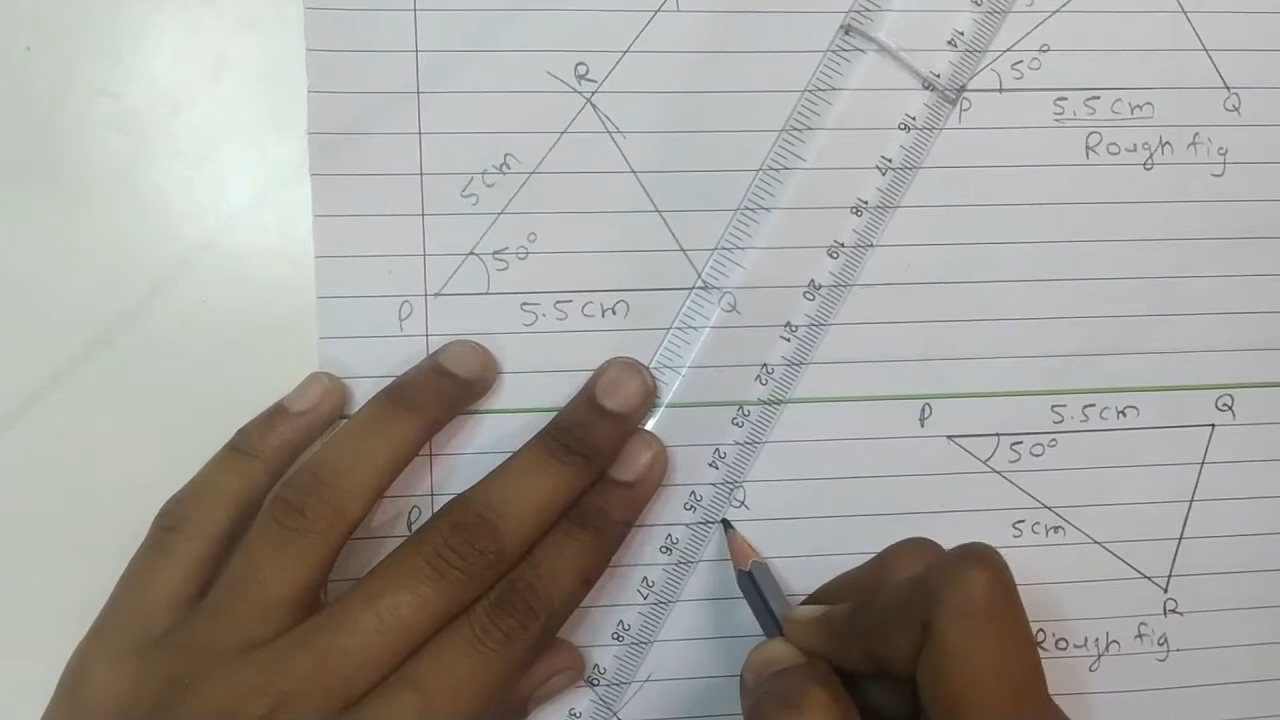 R
5cm
50°
P
5.5cm
Q
50°
P
5.5cm
Q
Rough fig
14
15
16
17
18
19
20
21
22
23
24
25
26
27
28
29
P
Q
P
5.5cm
Q
50°
5cm
R
Rough fig.